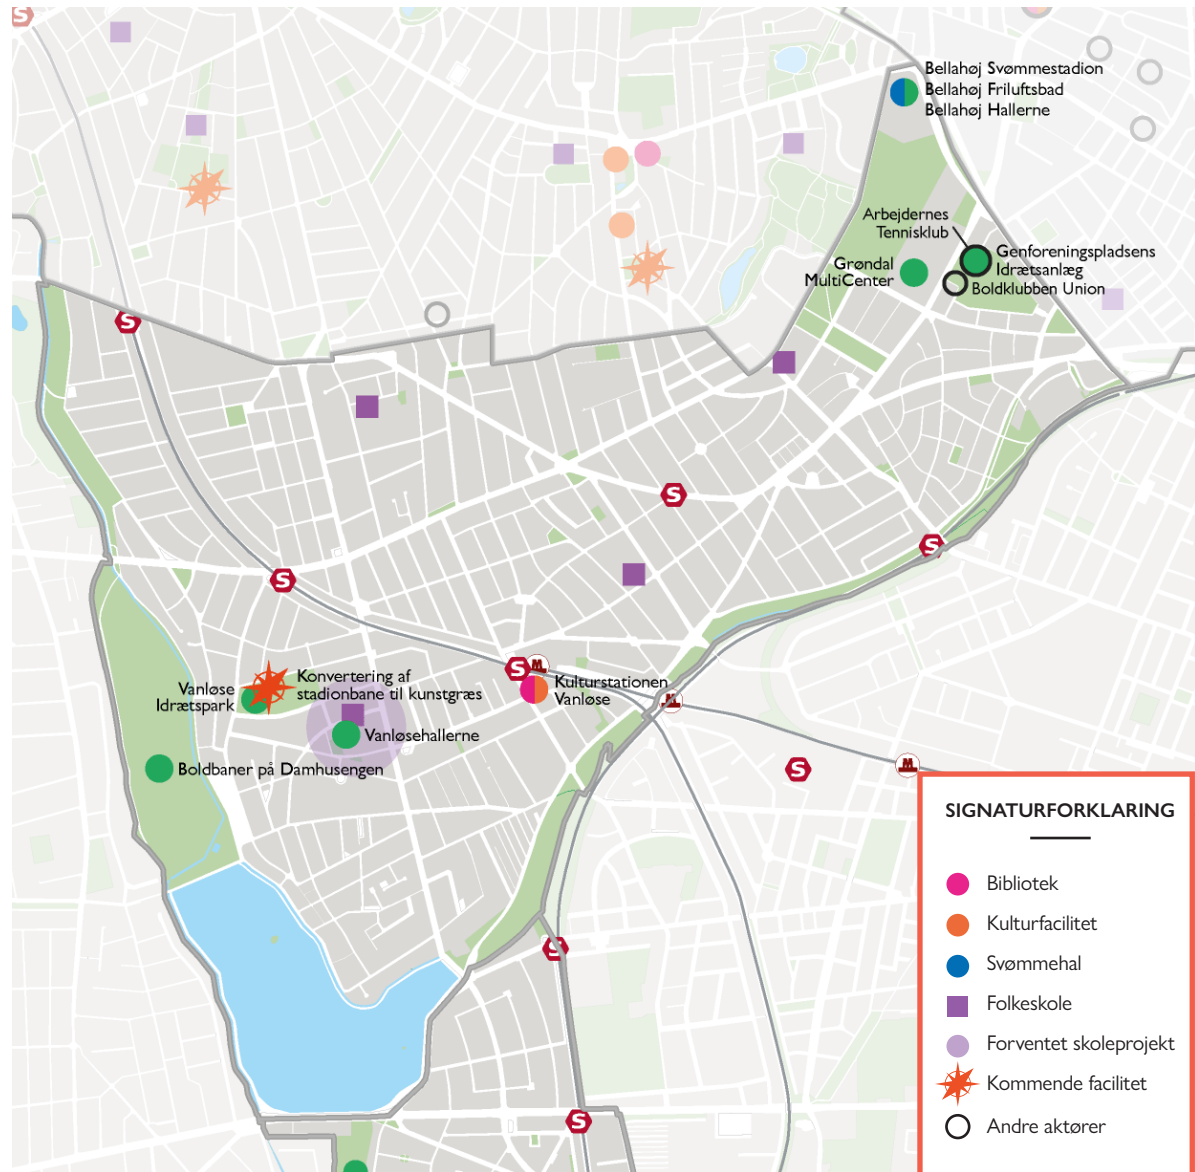 S
Bellahøj Svømmestadion
Bellahøj Friluftsbad
Bellahøj Hallerne
Arbejdernes
Tennisklub
Genforeningspladsens
Idrætsanlæg
Grøndal
MultiCenter
Boldklubben Union
S
S
S
S
S
M
Konvertering af
stadionbane til kunstgræs
Vanløse
Idrætspark
Kulturstationen
Vanløse
M
Vanløsehallerne
Boldbaner på Damhusengen
S
M
SIGNATURFORKLARING
Bibliotek
Kulturfacilitet
Svømmehal
Folkeskole
Forventet skoleprojekt
Kommende facilitet
Andre aktører
S
S